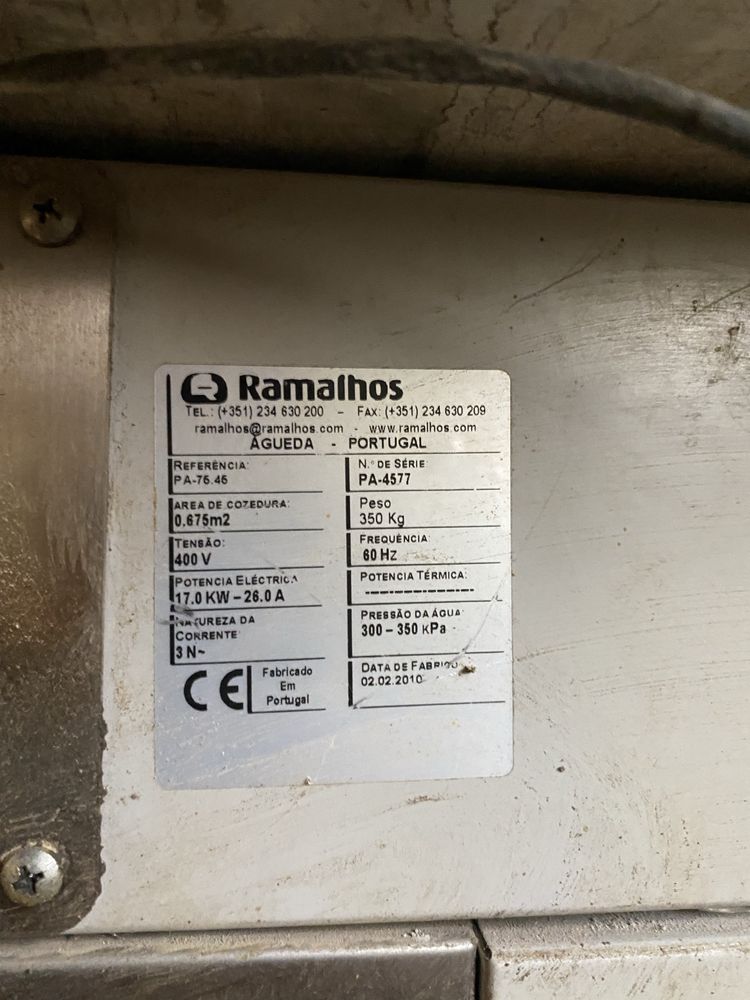 Ramalhos
TEL.: (+351) 234 630 200 – FAX: (+351) 234 630 209
ramalhos@ramalhos.com - www.ramalhos.com
ÁGUEDA - PORTUGAL
REFERÊNCIA:
PA-75.45
N.º DE SÉRIE:
PA-4577
AREA DE COZEDURA:
0.675m2
Peso
350 Kg
TENSÃO:
400 V
FREQUÊNCIA:
60 Hz
POTENCIA ELÉCTRICA
17.0 KW – 26.0 A
POTENCIA TÉRMICA:
---------------
NATUREZA DA
CORRENTE
3 N~
PRESSÃO DA ÁGUA:
300 – 350 KPa
CE
Fabricado
Em
Portugal
DATA DE FABRICO
02.02.2010